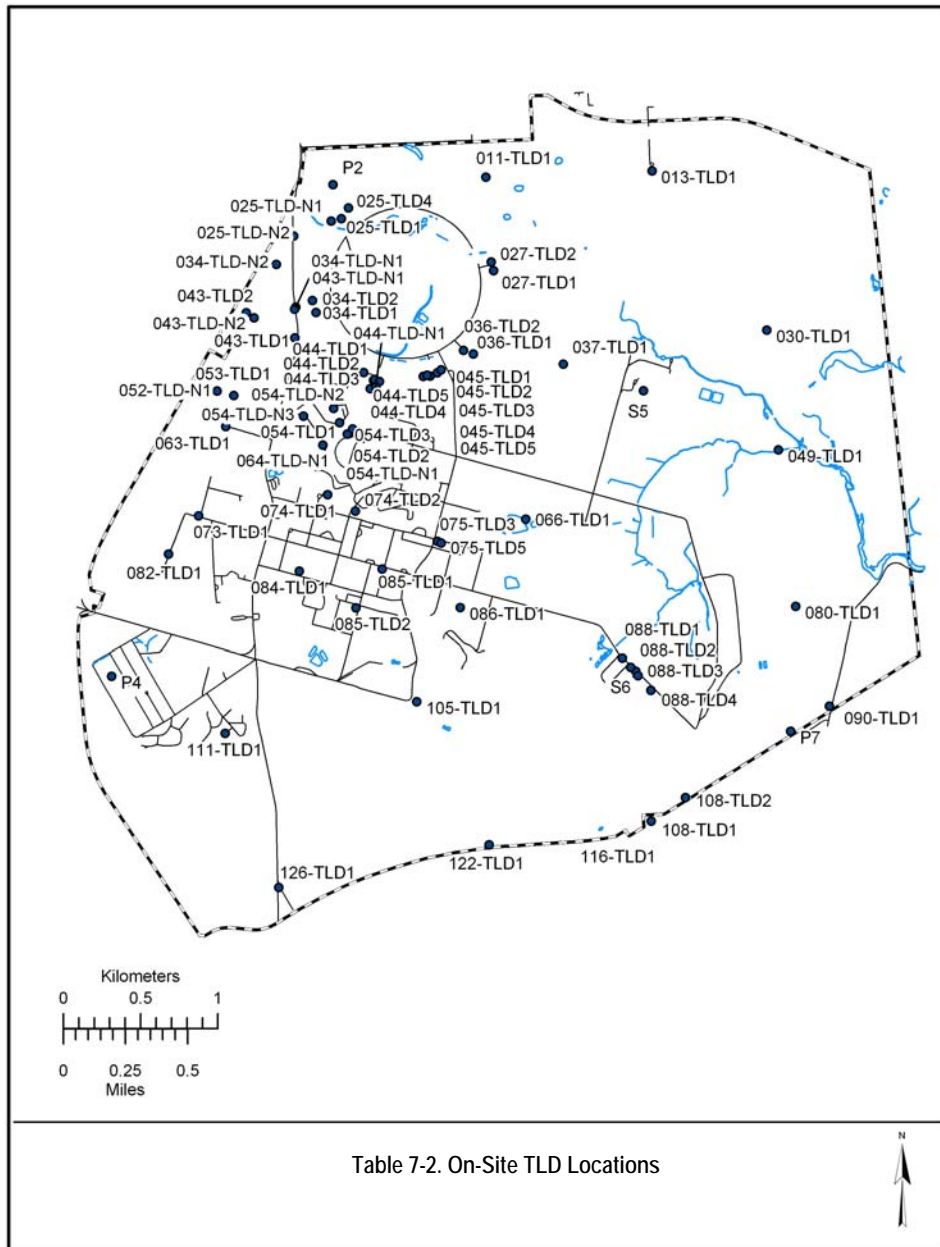 011-TLD1
013-TLD1
P2
025-TLD-N1
025-TLD4
025-TLD1
025-TLD-N2
027-TLD2
034-TLD-N1
034-TLD-N2
043-TLD-N1
027-TLD1
043-TLD2
034-TLD2
034-TLD1
043-TLD-N2
044-TLD-N1
036-TLD2
030-TLD1
043-TLD1
036-TLD1
044-TLD1
037-TLD1
053-TLD1
044-TLD2
045-TLD1
044-TLD3
052-TLD-N1
054-TLD-N2
044-TLD5
045-TLD2
S5
054-TLD-N3
044-TLD4
045-TLD3
054-TLD1
054-TLD3
045-TLD4
063-TLD1
064-TLD-N1
054-TLD2
045-TLD5
049-TLD1
054-TLD-N1
074-TLD2
074-TLD1
075-TLD3
066-TLD1
073-TLD1
075-TLD5
082-TLD1
084-TLD1
085-TLD1
085-TLD2
086-TLD1
080-TLD1
088-TLD1
088-TLD2
088-TLD3
P4
S6
088-TLD4
105-TLD1
090-TLD1
111-TLD1
P7
108-TLD2
108-TLD1
122-TLD1
116-TLD1
126-TLD1
Kilometers
0 0.5 1
0 0.25 0.5
Miles
Table 7-2. On-Site TLD Locations
N